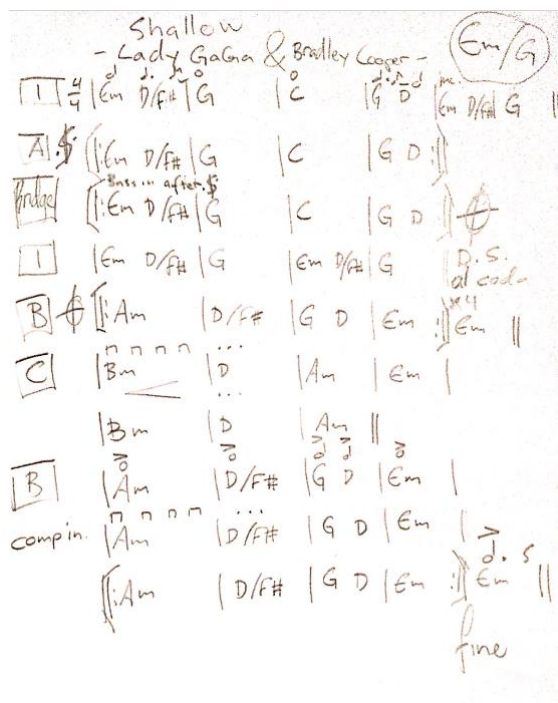 Shallow
- Lady GaGa & Bradley Cooper - Em/G
I 4/4 | Em D/F# | G | C | G D | Em D/F# | G ||
A 𝄋 ‖: Em D/F# | G | C | G D :‖
Bass in after 𝄋
Bridge ‖: Em D/F# | G | C | G D :‖ 𝄌
I | Em D/F# | G | Em D/F# | G | D.S. al coda
B 𝄌 ‖: Am | D/F# | G D | Em :‖ x4 Em ||
C | Bm | D ... | Am | Em |
| Bm | D ... | Am ||
B | Am | D/F# | G D | Em |
comp in. | Am | D/F# ... | G D | Em |
‖: Am | D/F# | G D | Em :‖ Em ||
fine